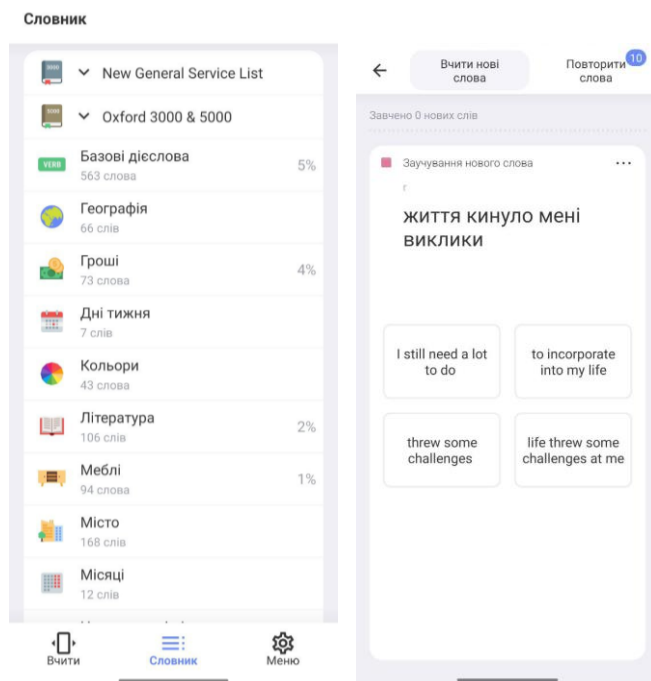 Словник
New General Service List
Oxford 3000 & 5000
VERB
Базові дієслова
563 слова
5%
Географія
66 слів
Гроші
73 слова
4%
Дні тижня
7 слів
Кольори
43 слова
Література
106 слів
2%
Меблі
94 слова
1%
Місто
168 слів
Місяці
12 слів
Вчити
Словник
Меню
Вчити нові
слова
Повторити
слова
10
Завчено 0 нових слів
Заучування нового слова
г
життя кинуло мені
виклики
I still need a lot
to do
to incorporate
into my life
threw some
challenges
life threw some
challenges at me